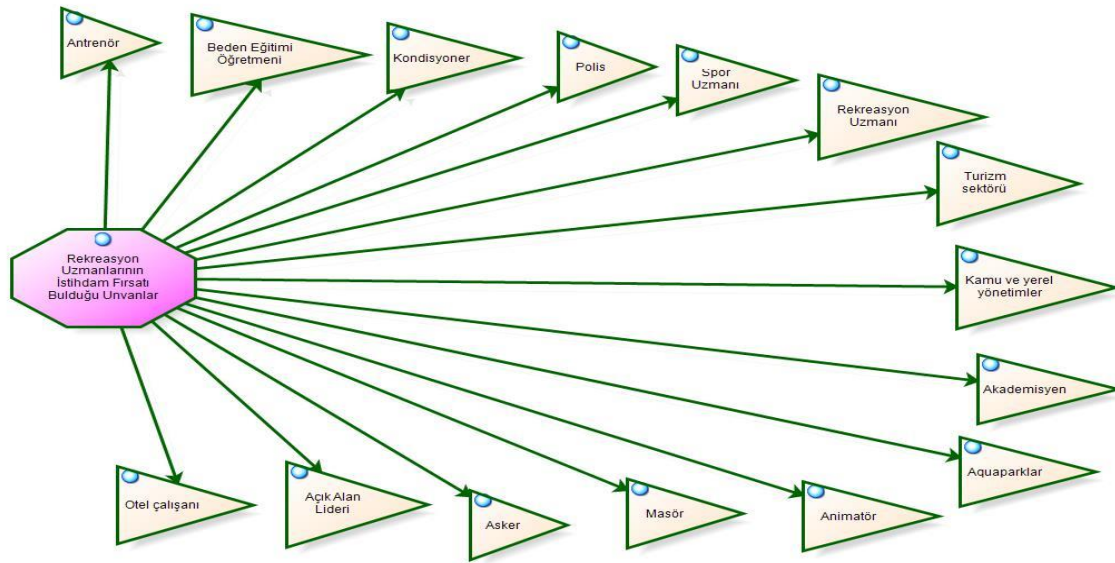 Antrenör
Beden Eğitimi
Öğretmeni
Kondisyoner
Polis
Spor
Uzmanı
Rekreasyon
Uzmanı
Turizm
sektörü
Rekreasyon
Uzmanlarının
İstihdam Fırsatı
Bulduğu Unvanlar
Kamu ve yerel
yönetimler
Akademisyen
Aquaparklar
Otel çalışanı
Açık Alan
Lideri
Asker
Masör
Animatör